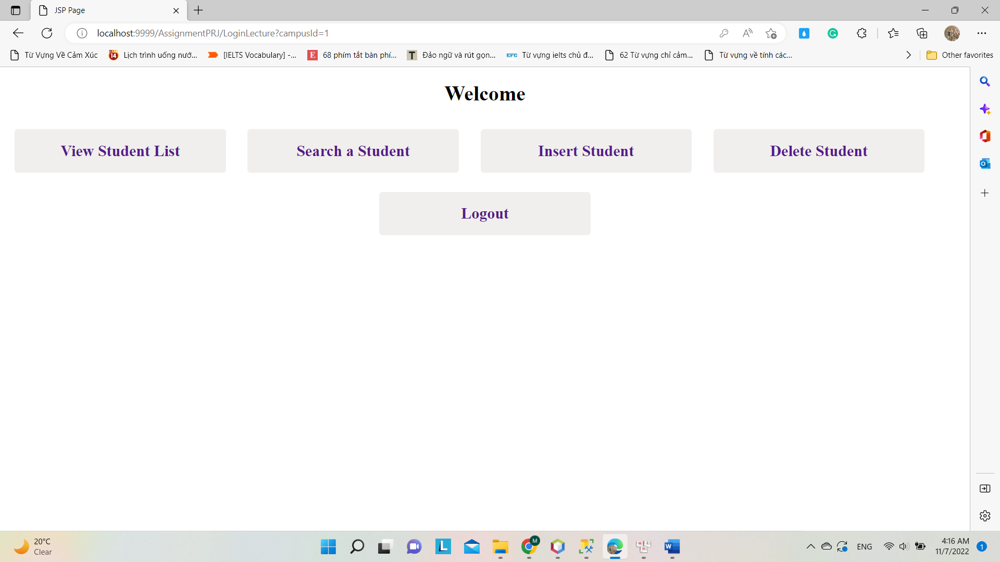 JSP Page
localhost:9999/AssignmentPRJ/LoginLecture?campusId=1
Từ Vựng Về Cảm Xúc
14
Lịch trình uống nướ...
[IELTS Vocabulary] -...
E
68 phím tắt bàn phí...
T
Đảo ngữ và rút gọn...
EFC
Từ vựng ielts chủ đ...
62 Từ vựng chỉ cảm...
Từ vựng về tính các...
Other favorites
Welcome
View Student List
Search a Student
Insert Student
Delete Student
Logout
20°C
Clear
L
M
W
ENG
4:16 AM
11/7/2022
1